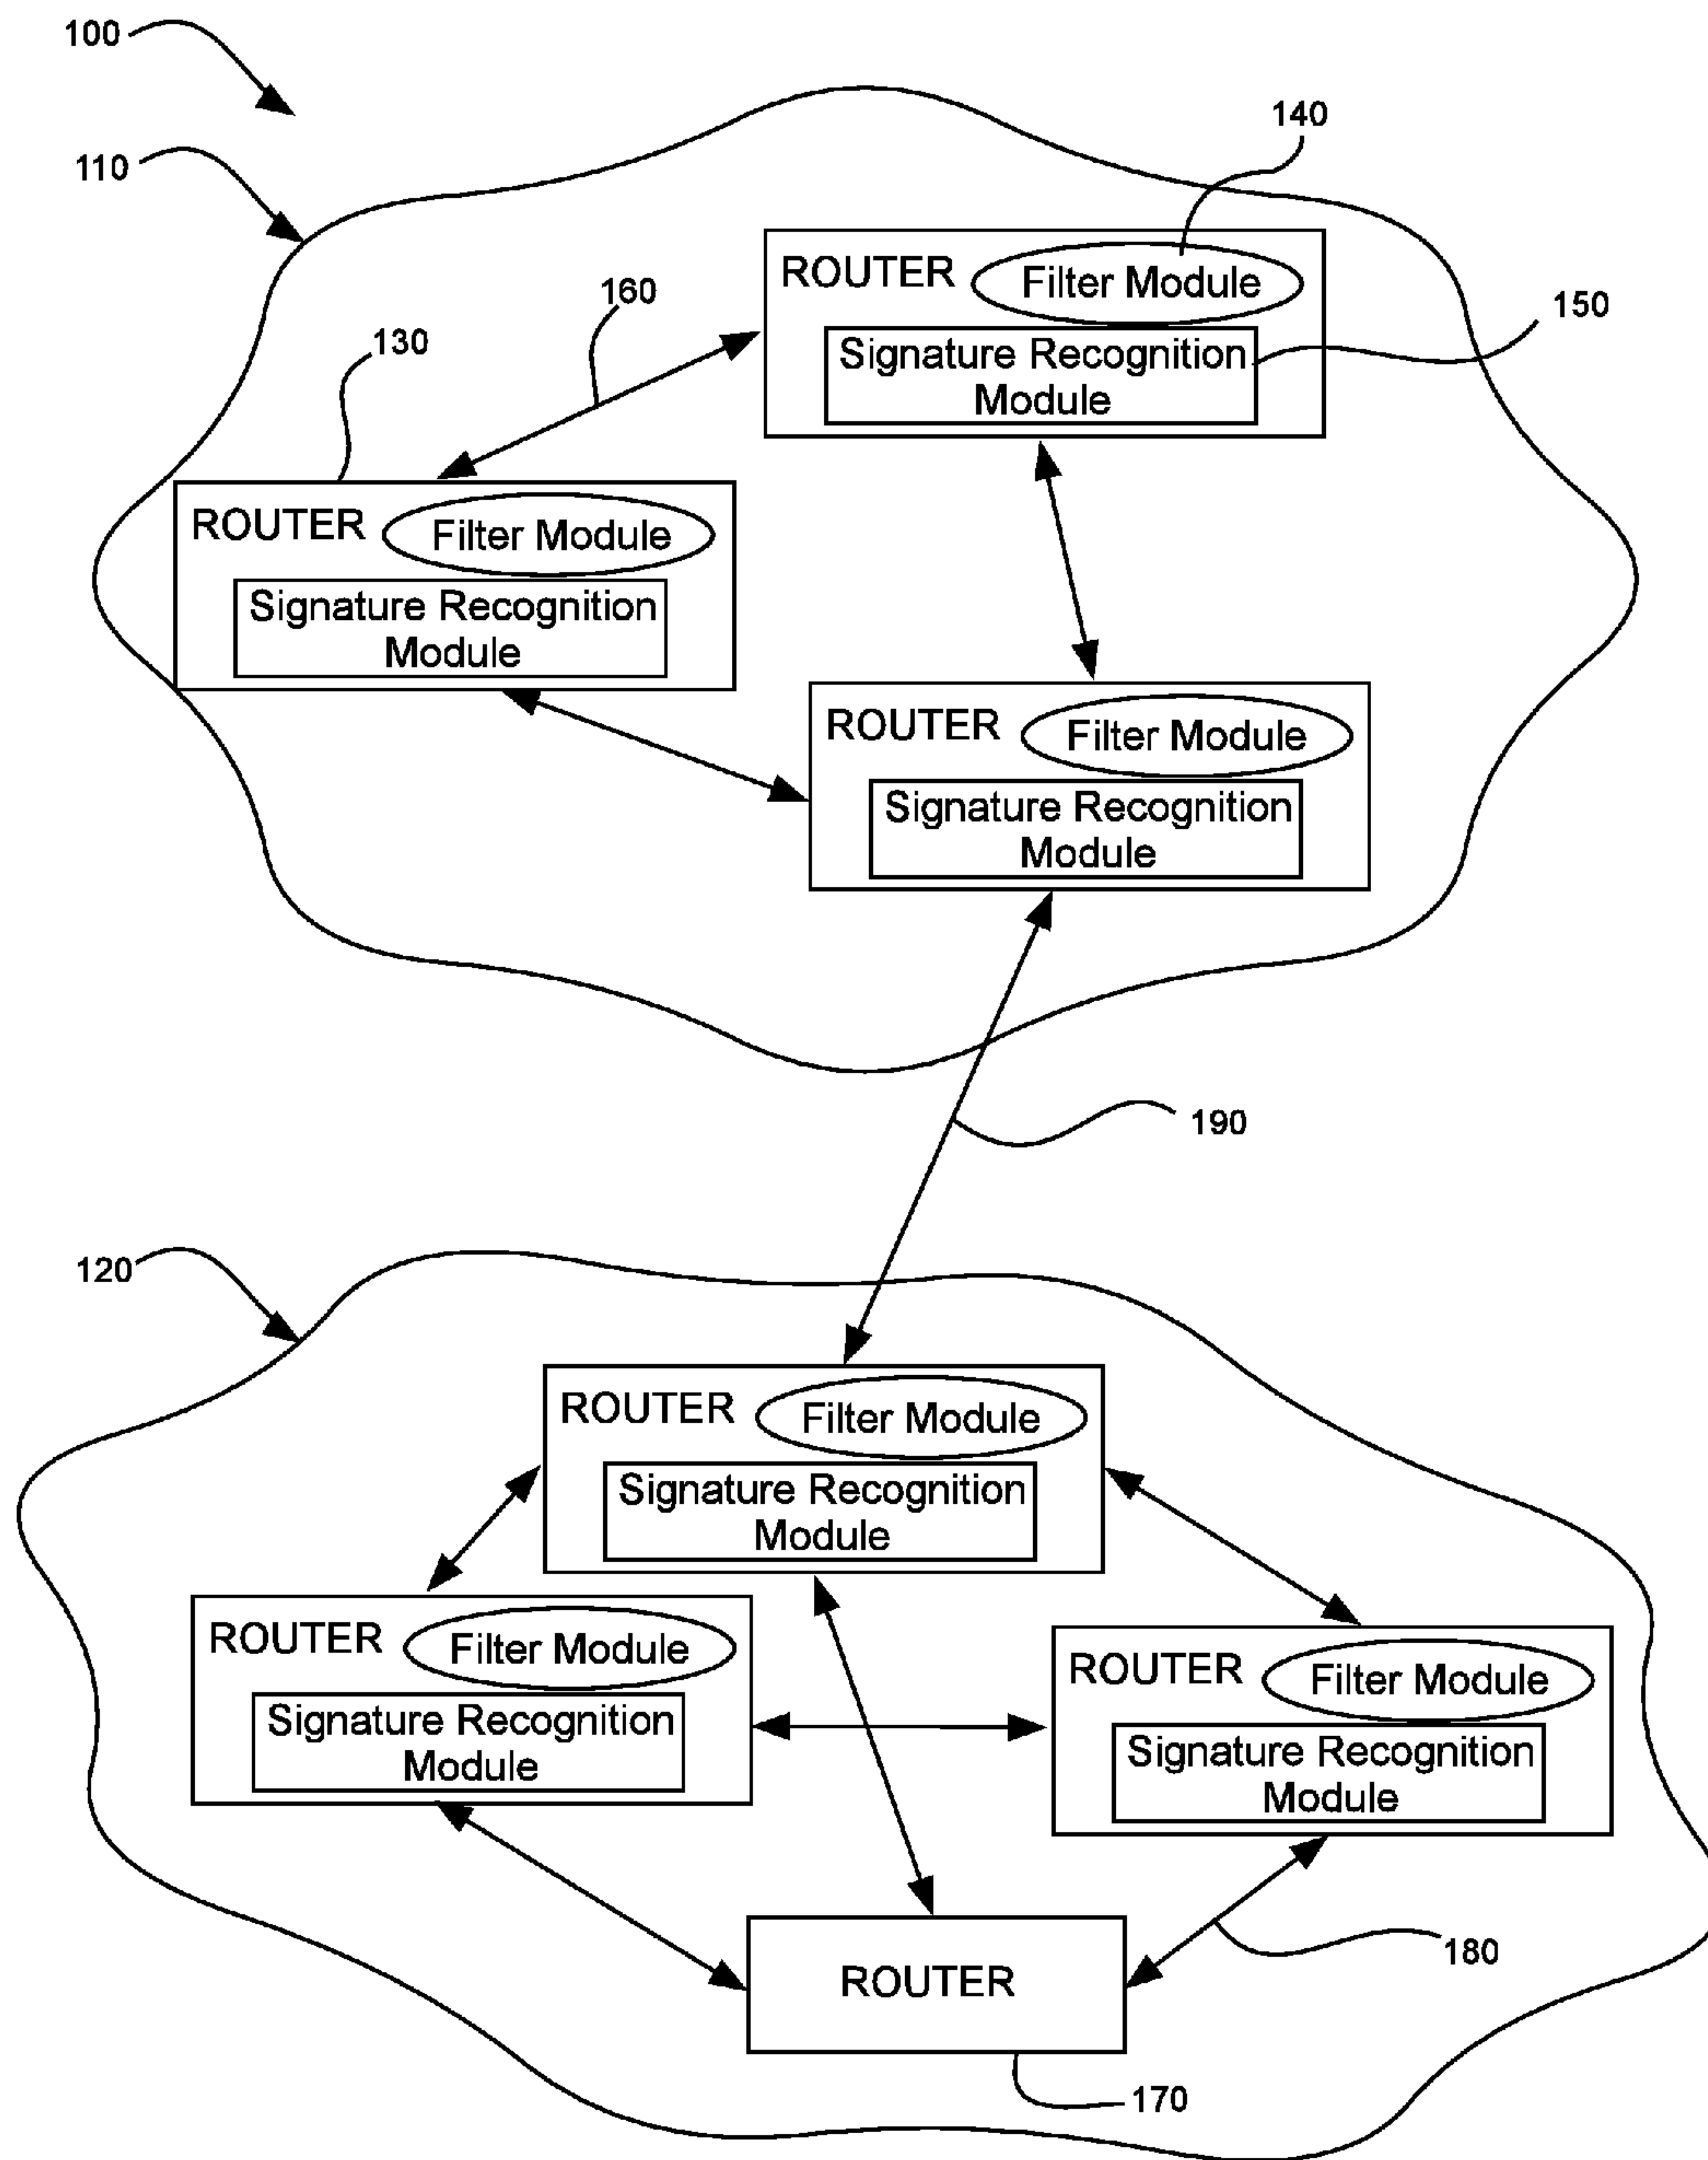 100
110
140
ROUTER
Filter Module
150
Signature Recognition
Module
160
130
ROUTER
Filter Module
Signature Recognition
Module
ROUTER
Filter Module
Signature Recognition
Module
190
120
ROUTER
Filter Module
Signature Recognition
Module
ROUTER
Filter Module
Signature Recognition
Module
ROUTER
Filter Module
Signature Recognition
Module
ROUTER
180
170